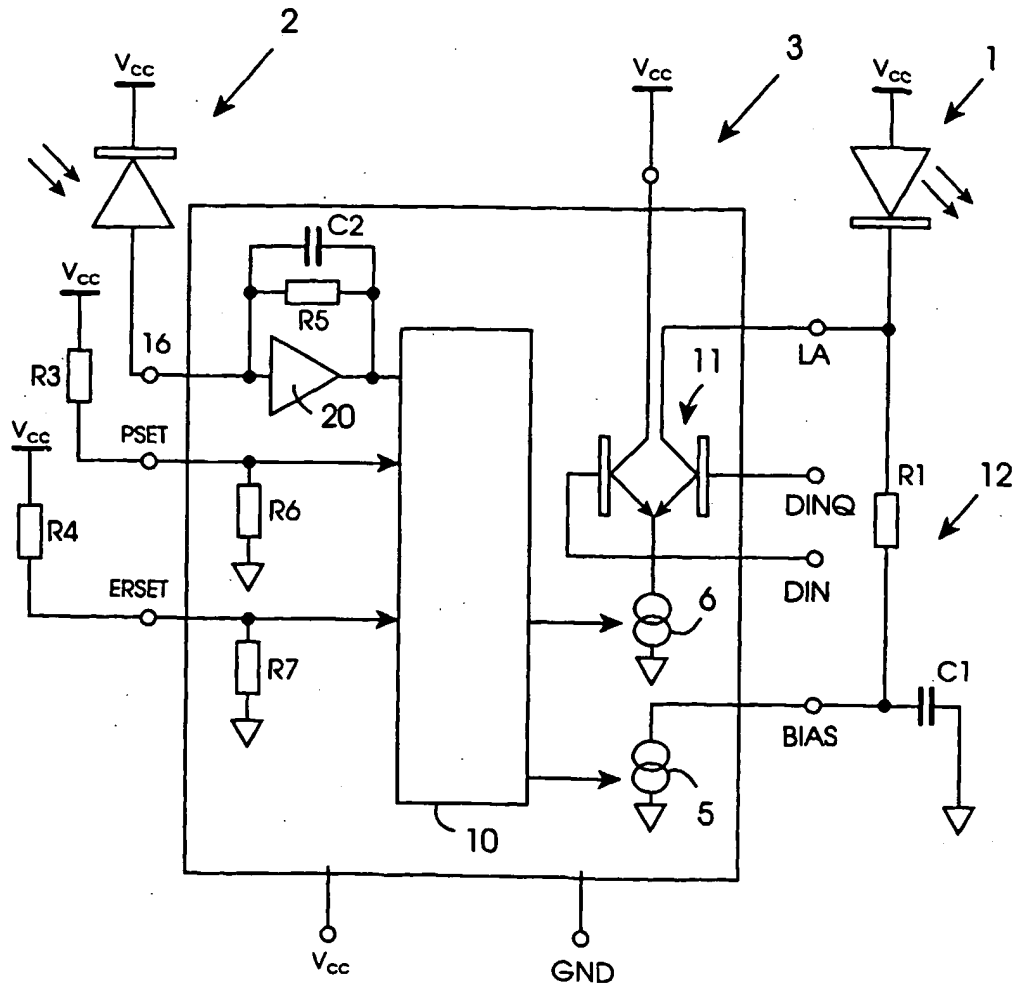 2
3
1
Vcc
Vcc
Vcc
C2
R5
Vcc
16
R3
20
LA
11
Vcc
PSET
R1
12
R4
R6
DINQ
DIN
ERSET
6
R7
C1
BIAS
5
10
Vcc
GND